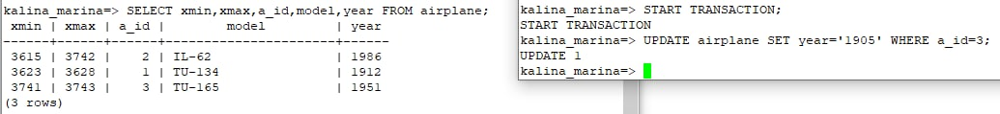 kalina_marina=> SELECT xmin,xmax,a_id,model,year FROM airplane;
 xmin | xmax | a_id |         model          | year
------+------+------+------------------------+------
 3615 | 3742 |    2 | IL-62                  | 1986
 3623 | 3628 |    1 | TU-134                 | 1912
 3741 | 3743 |    3 | TU-165                 | 1951
(3 rows)
kalina_marina=> START TRANSACTION;
START TRANSACTION
kalina_marina=> UPDATE airplane SET year='1905' WHERE a_id=3;
UPDATE 1
kalina_marina=>